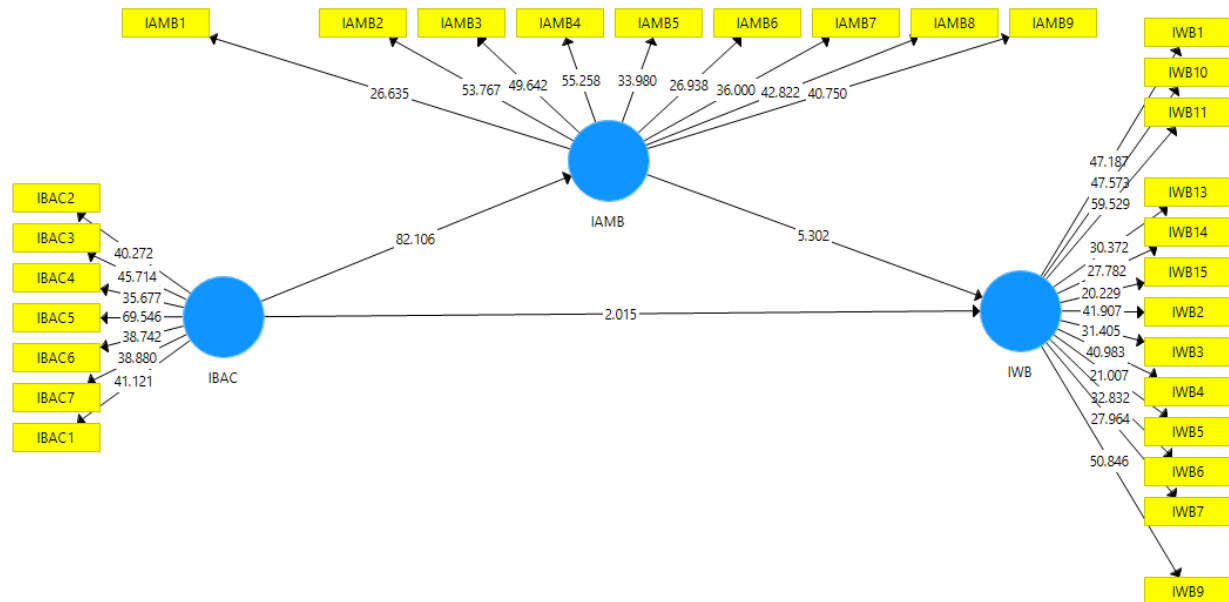 IAMB1
IAMB2
IAMB3
IAMB4
IAMB5
IAMB6
IAMB7
IAMB8
IAMB9
26.635
53.767
49.642
55.258
33.980
26.938
36.000
42.822
40.750
IAMB
82.106
5.302
2.015
IBAC2
IBAC3
IBAC4
IBAC5
IBAC6
IBAC7
IBAC1
40.272
45.714
35.677
69.546
38.742
38.880
41.121
IBAC
IWB
47.187
47.573
59.529
30.372
27.782
20.229
41.907
31.405
40.983
21.007
32.832
27.964
50.846
IWB1
IWB10
IWB11
IWB13
IWB14
IWB15
IWB2
IWB3
IWB4
IWB5
IWB6
IWB7
IWB9